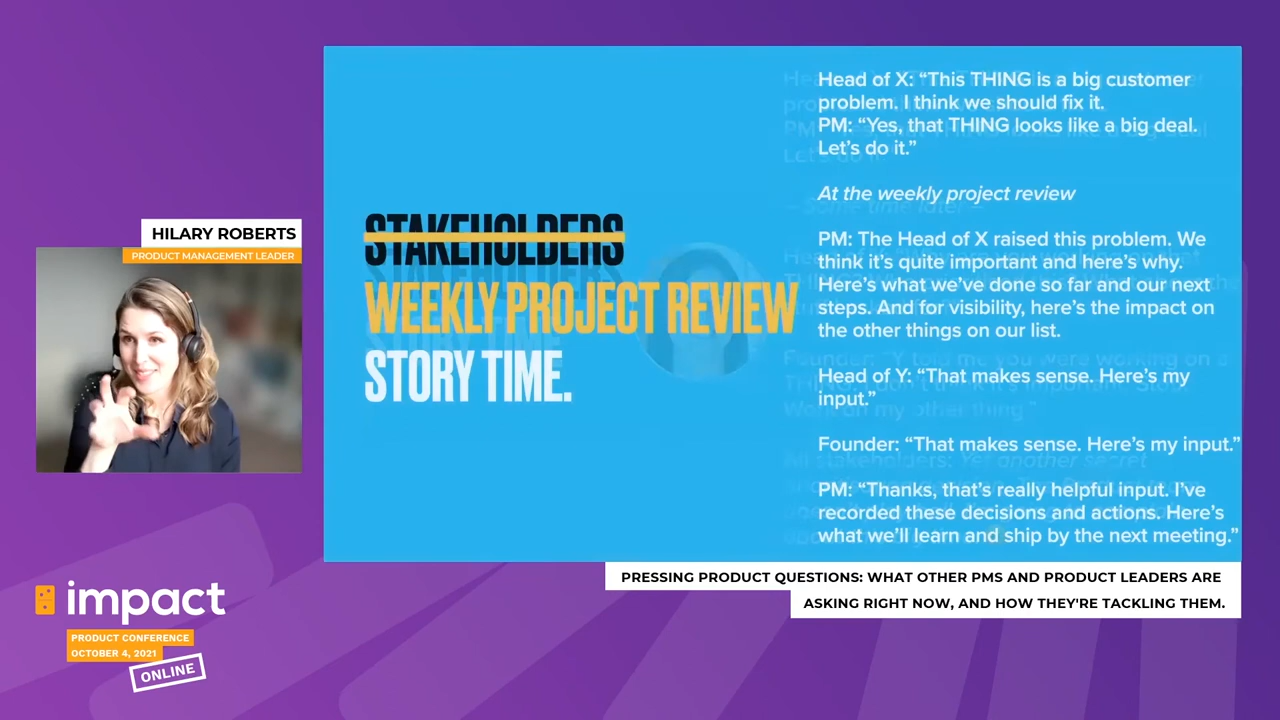 HILARY ROBERTS
PRODUCT MANAGEMENT LEADER
STAKEHOLDERS
WEEKLY PROJECT REVIEW
STORY TIME.
Head of X: “This THING is a big customer
problem. I think we should fix it.
PM: “Yes, that THING looks like a big deal.
Let’s do it.”
At the weekly project review
PM: The Head of X raised this problem. We
think it’s quite important and here’s why.
Here’s what we’ve done so far and our next
steps. And for visibility, here’s the impact on
the other things on our list.
Head of Y: “That makes sense. Here’s my
input.”
Founder: “That makes sense. Here’s my input.”
PM: “Thanks, that’s really helpful input. I’ve
recorded these decisions and actions. Here’s
what we’ll learn and ship by the next meeting.”
PRESSING PRODUCT QUESTIONS: WHAT OTHER PMS AND PRODUCT LEADERS ARE
ASKING RIGHT NOW, AND HOW THEY'RE TACKLING THEM.
impact
PRODUCT CONFERENCE
OCTOBER 4, 2021
ONLINE